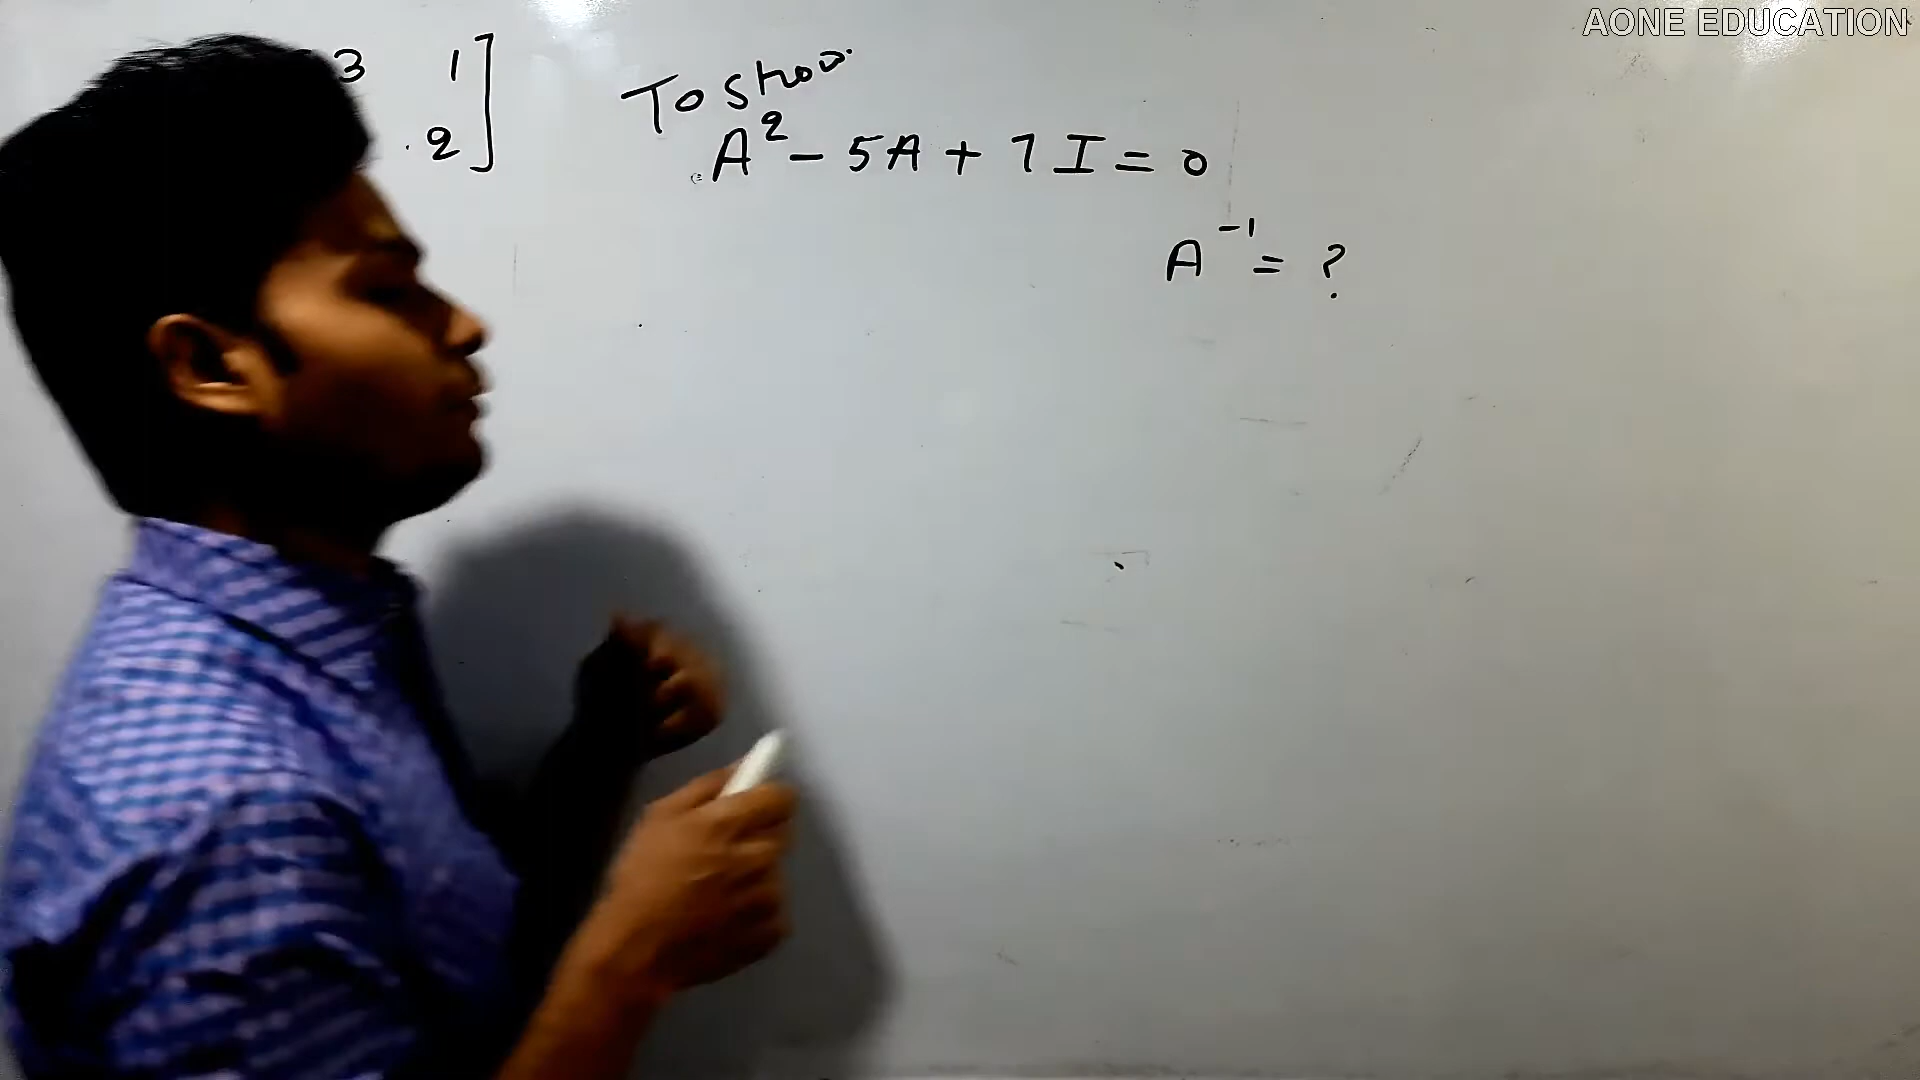 AONE EDUCATION
3 1
2]
To show
A² - 5A + 7I = 0
A⁻¹ = ?